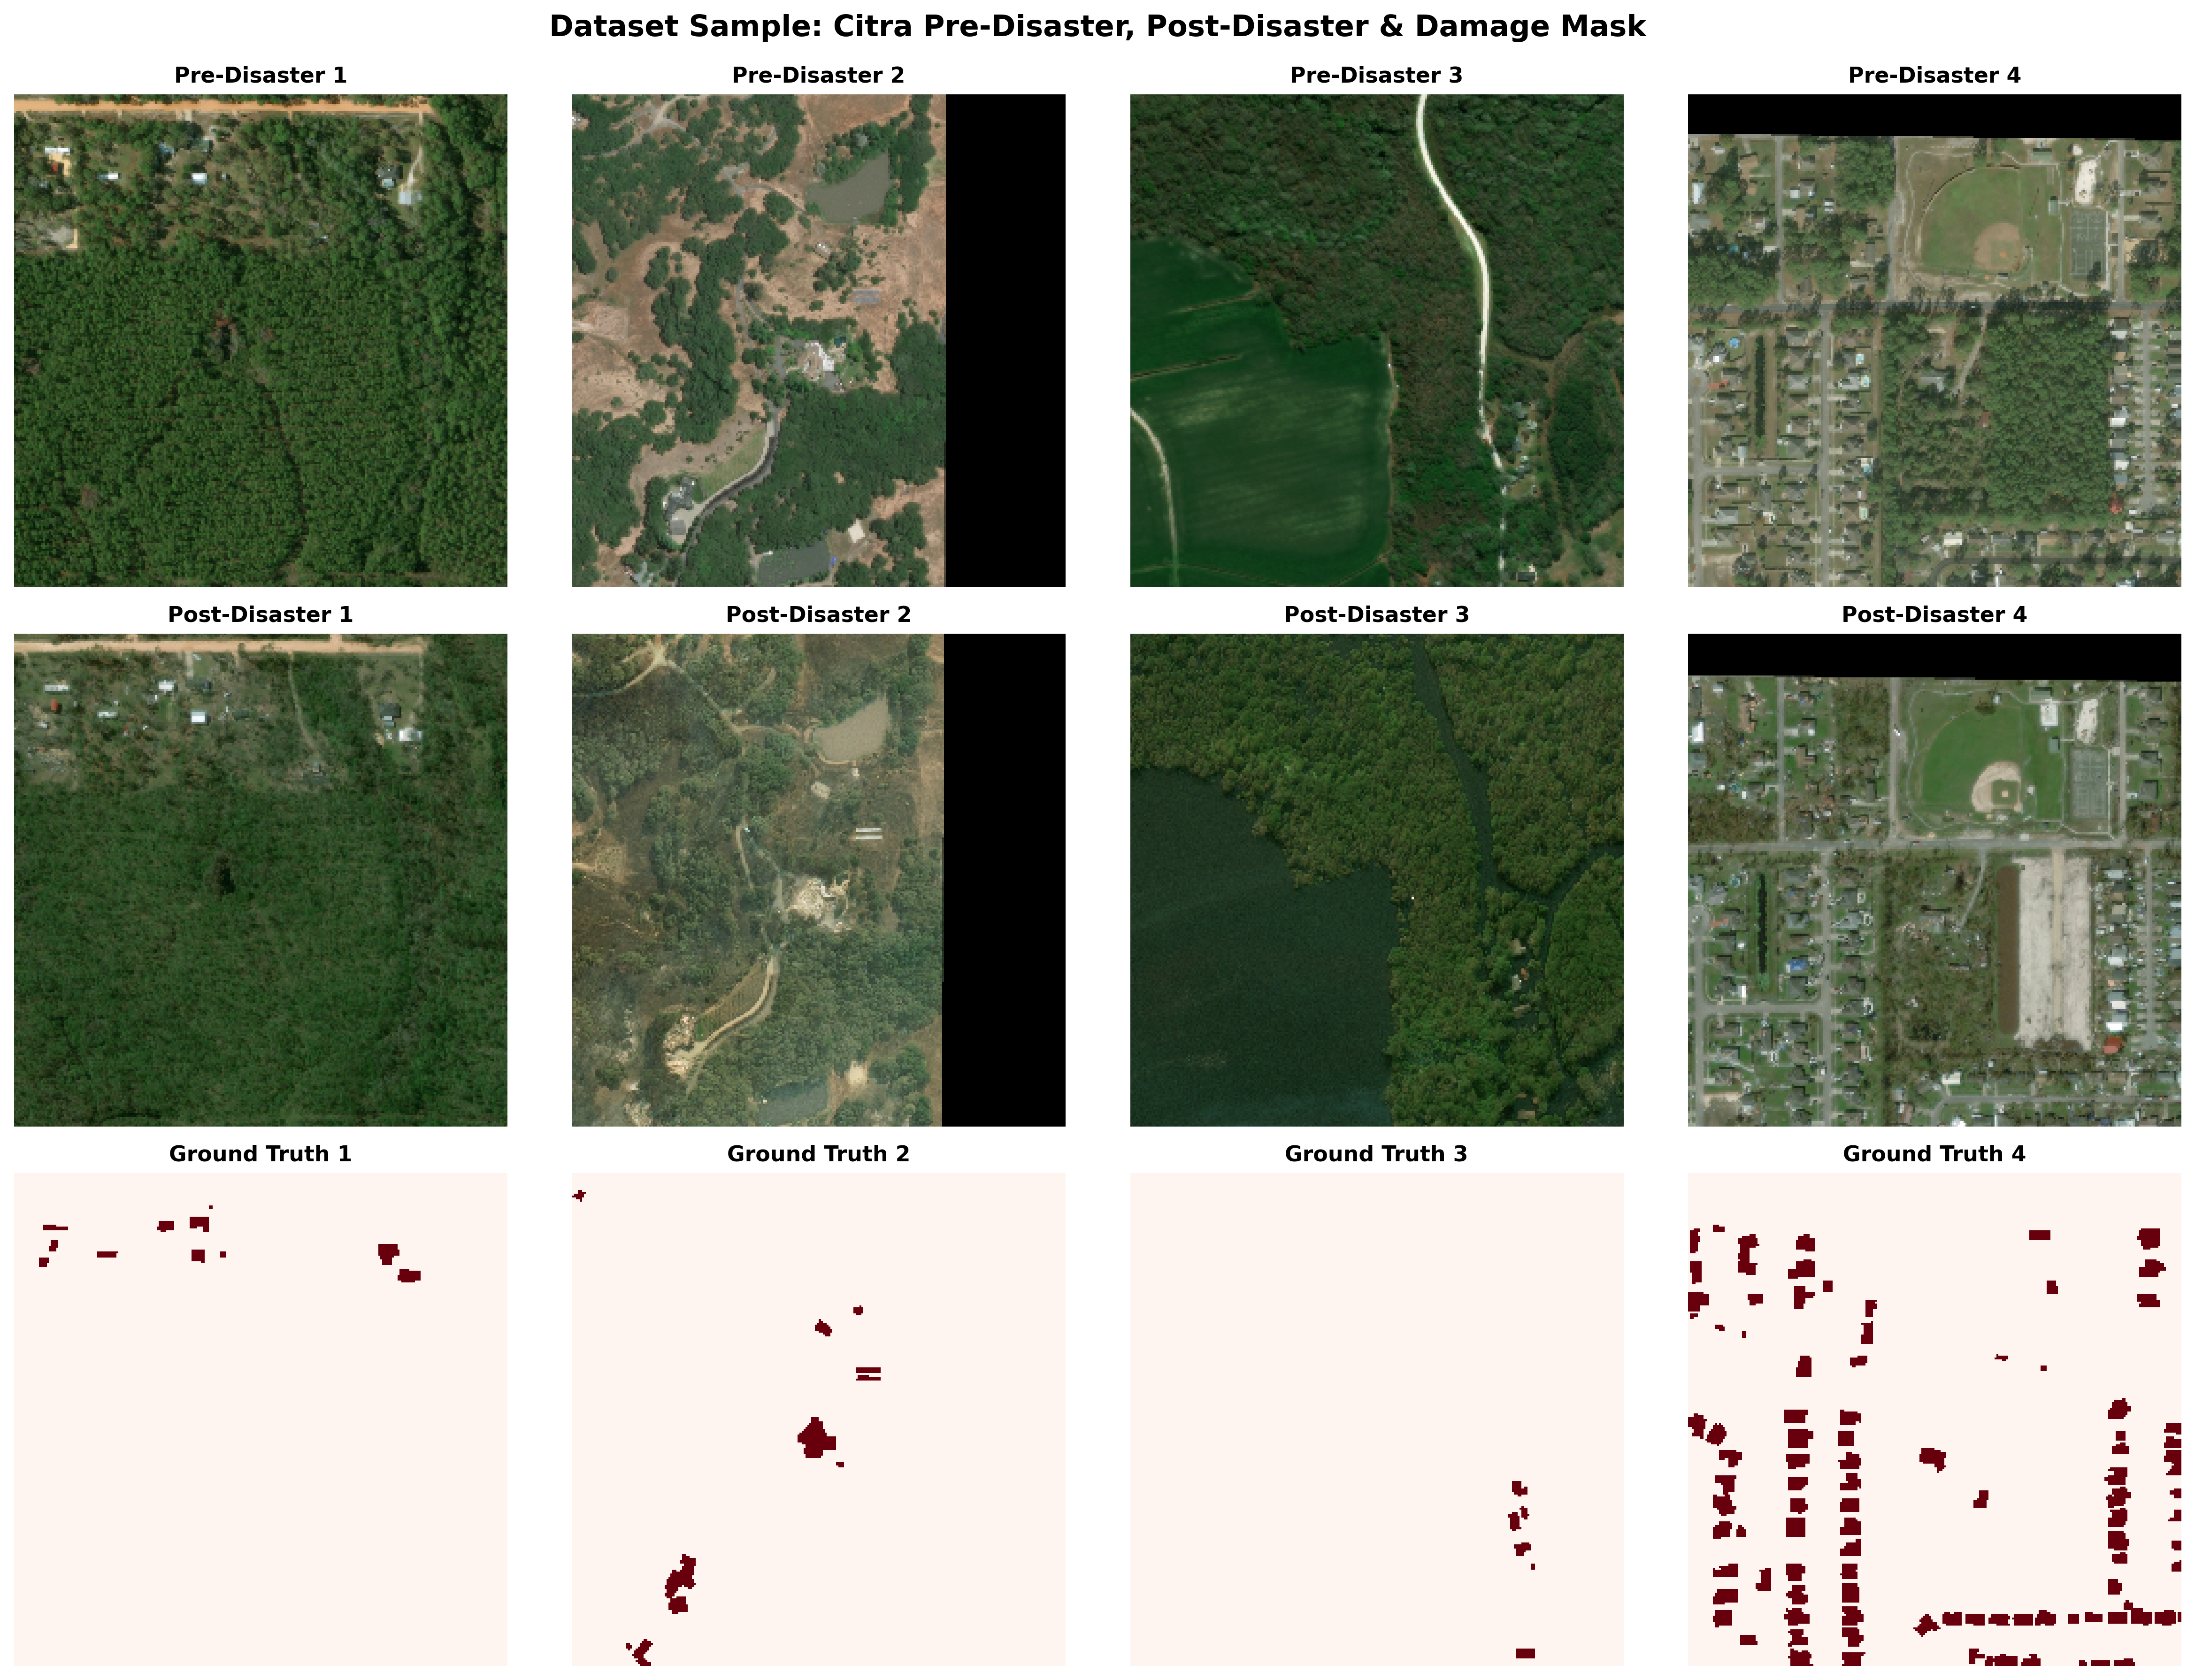 Dataset Sample: Citra Pre-Disaster, Post-Disaster & Damage Mask
Pre-Disaster 1
Pre-Disaster 2
Pre-Disaster 3
Pre-Disaster 4
Post-Disaster 1
Post-Disaster 2
Post-Disaster 3
Post-Disaster 4
Ground Truth 1
Ground Truth 2
Ground Truth 3
Ground Truth 4